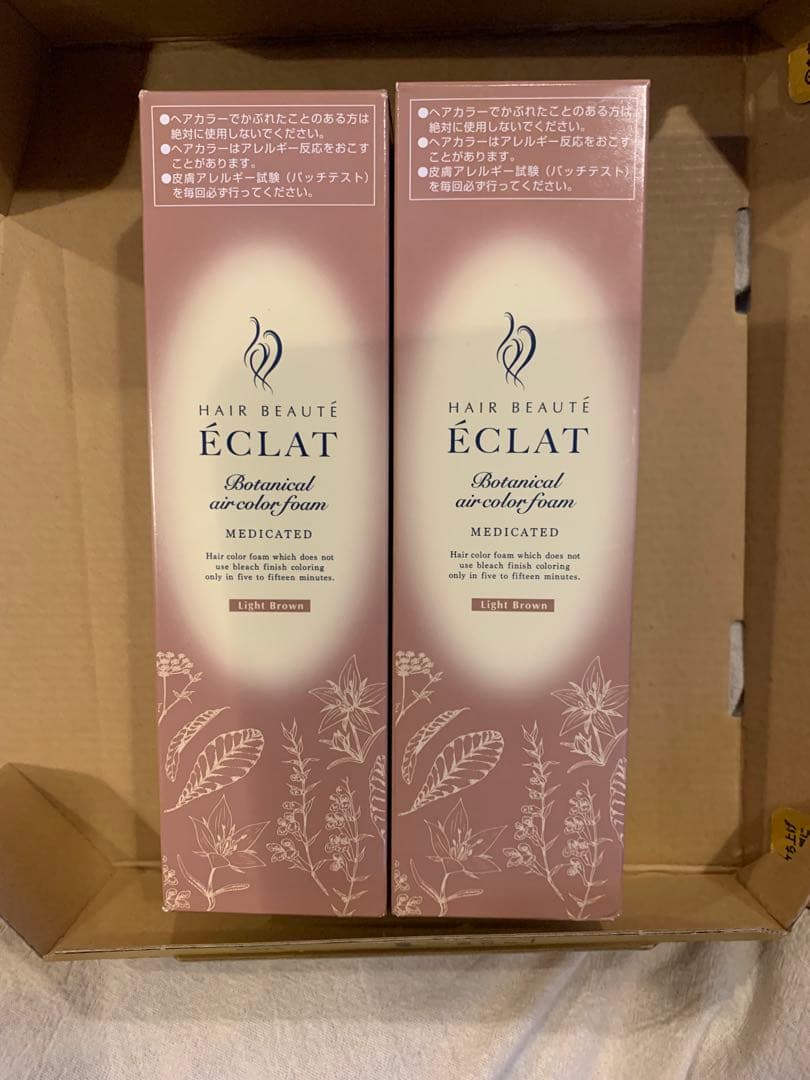 ●ヘアカラーでかぶれたことのある方は
絶対に使用しないでください。
●ヘアカラーはアレルギー反応をおこす
ことがあります。
●皮膚アレルギー試験（パッチテスト）
を毎回必ず行ってください。
HAIR BEAUTÉ
ÉCLAT
Botanical
air color foam
MEDICATED
Hair color foam which does not
use bleach finish coloring
only in five to fifteen minutes.
Light Brown
●ヘアカラーでかぶれたことのある方は
絶対に使用しないでください。
●ヘアカラーはアレルギー反応をおこす
ことがあります。
●皮膚アレルギー試験（パッチテスト）
を毎回必ず行ってください。
HAIR BEAUTÉ
ÉCLAT
Botanical
air color foam
MEDICATED
Hair color foam which does not
use bleach finish coloring
only in five to fifteen minutes.
Light Brown